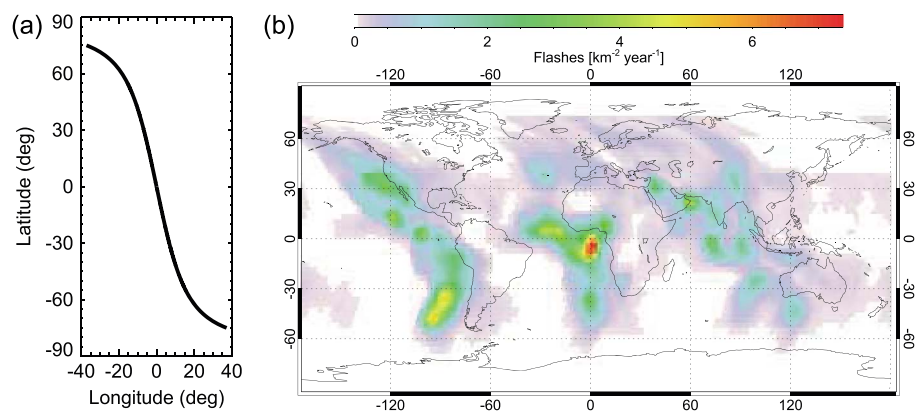 (a)
90
60
30
0
-30
-60
-90
Latitude (deg)
-40 -20 0 20 40
Longitude (deg)
(b)
0 2 4 6
Flashes [km-2 year-1]
-120 -60 0 60 120
60 60
30 30
0 0
-30 -30
-60 -60
-120 -60 0 60 120